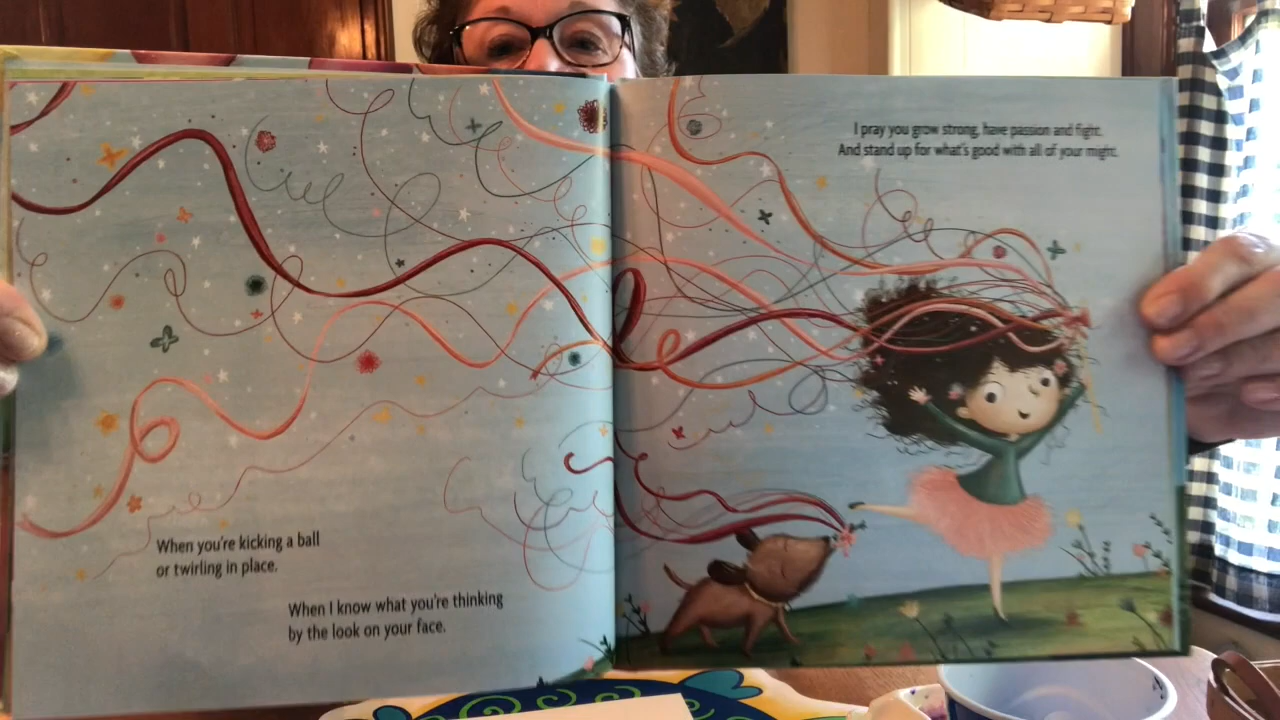 When you're kicking a ball
or twirling in place.
When I know what you're thinking
by the look on your face.
I pray you grow strong, have passion and fight.
And stand up for what's good with all of your might.